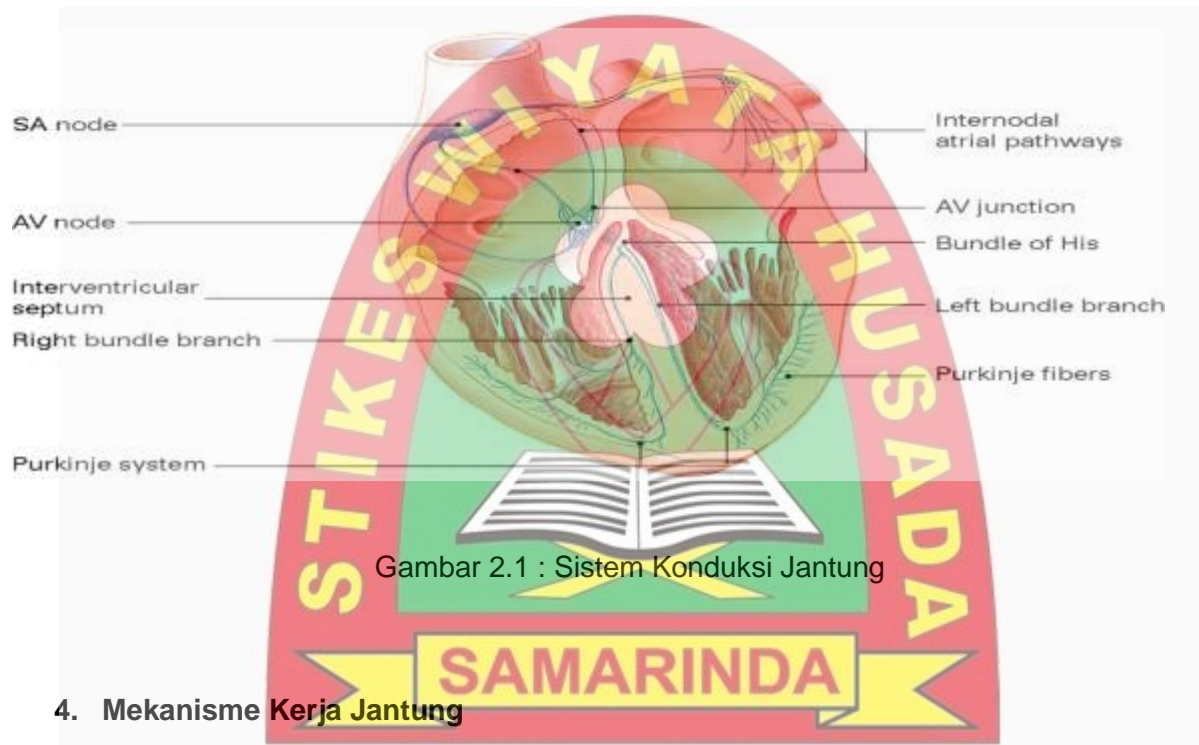 STIKES WIYATA HUSADA
SA node
AV node
Interventricular
septum
Right bundle branch
Purkinje system
Internodal
atrial pathways
AV junction
Bundle of His
Left bundle branch
Purkinje fibers
Gambar 2.1 : Sistem Konduksi Jantung
SAMARINDA
4. Mekanisme Kerja Jantung